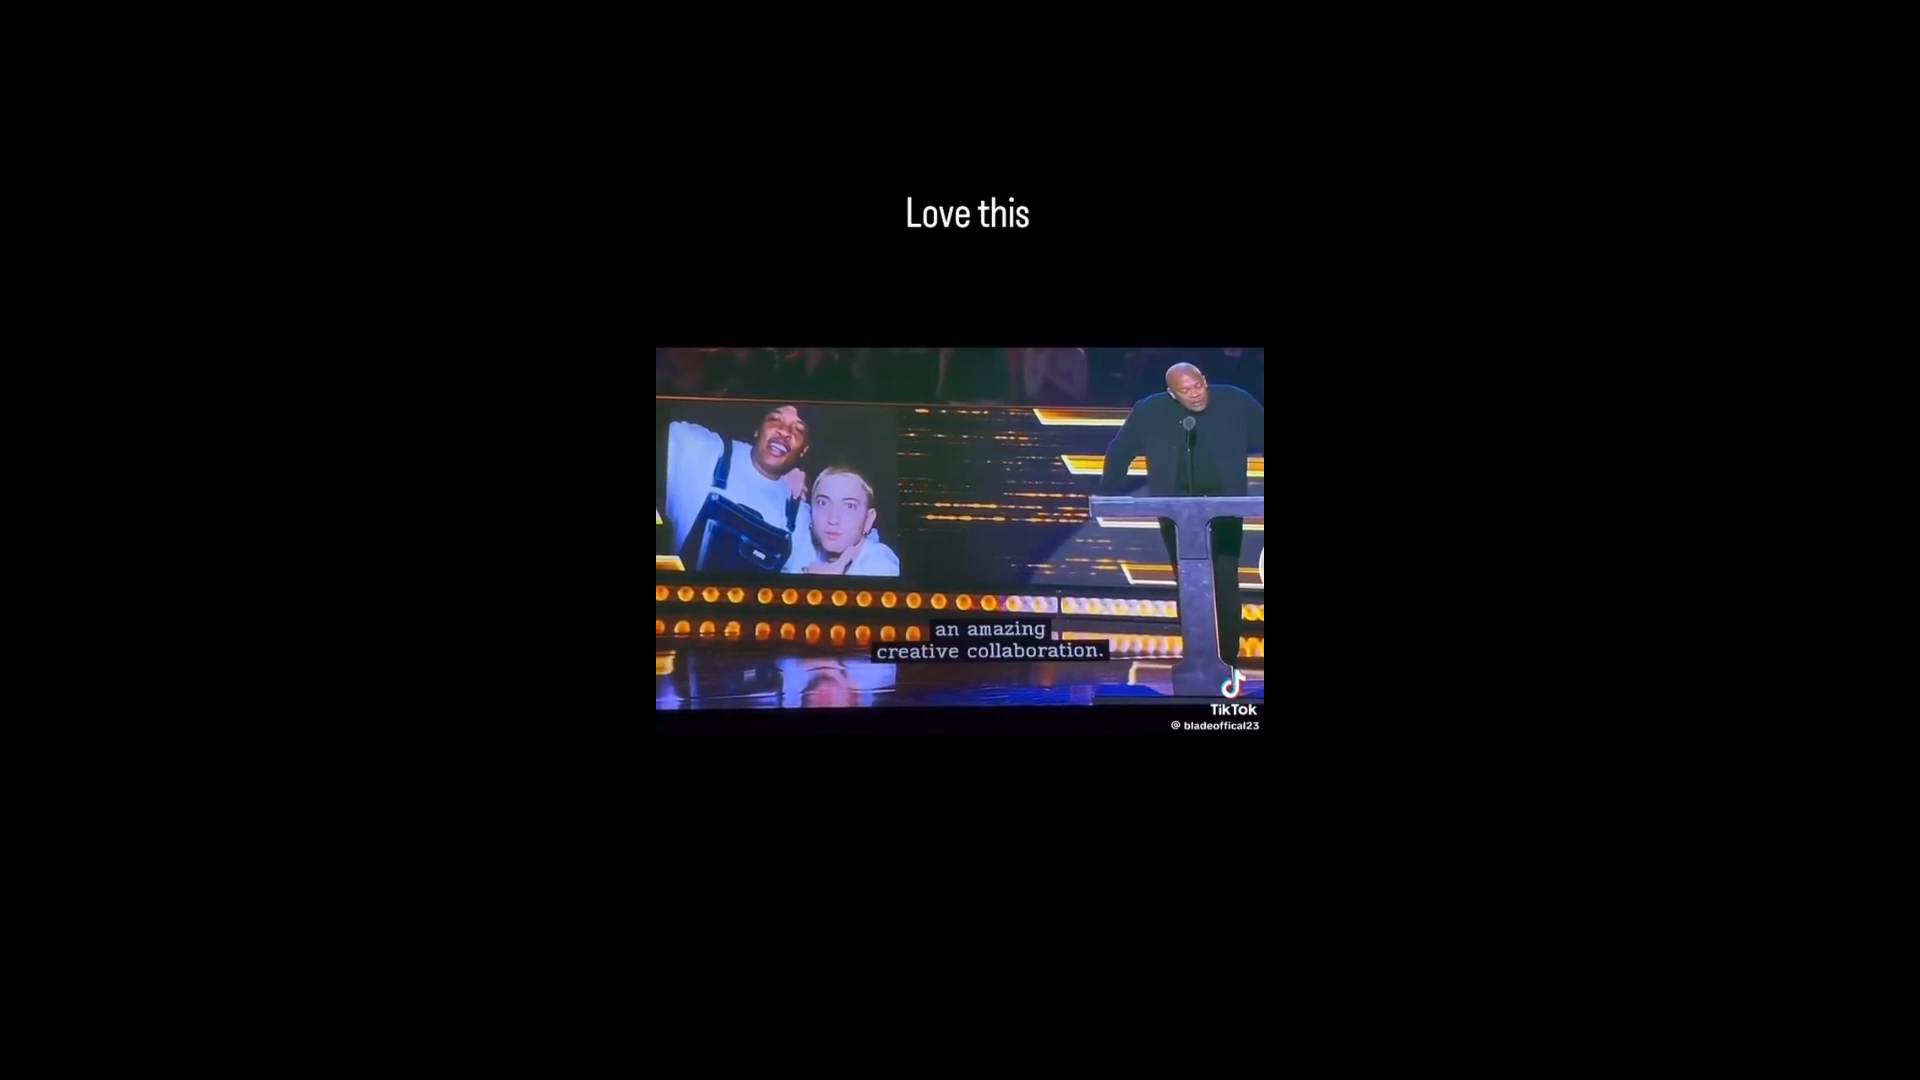 Love this
an amazing
creative collaboration.
TikTok
@ bladeoffical23